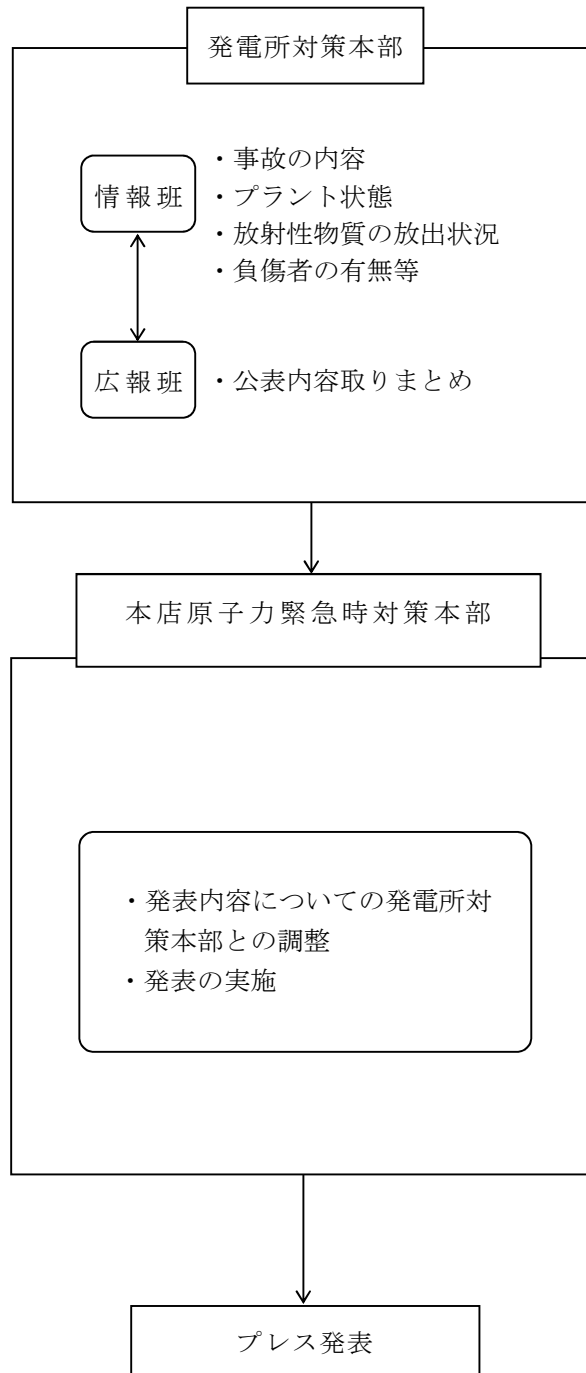 発電所対策本部
情報班
・事故の内容
・プラント状態
・放射性物質の放出状況
・負傷者の有無等
広報班
・公表内容取りまとめ
本店原子力緊急時対策本部
・発表内容についての発電所対
策本部との調整
・発表の実施
プレス発表